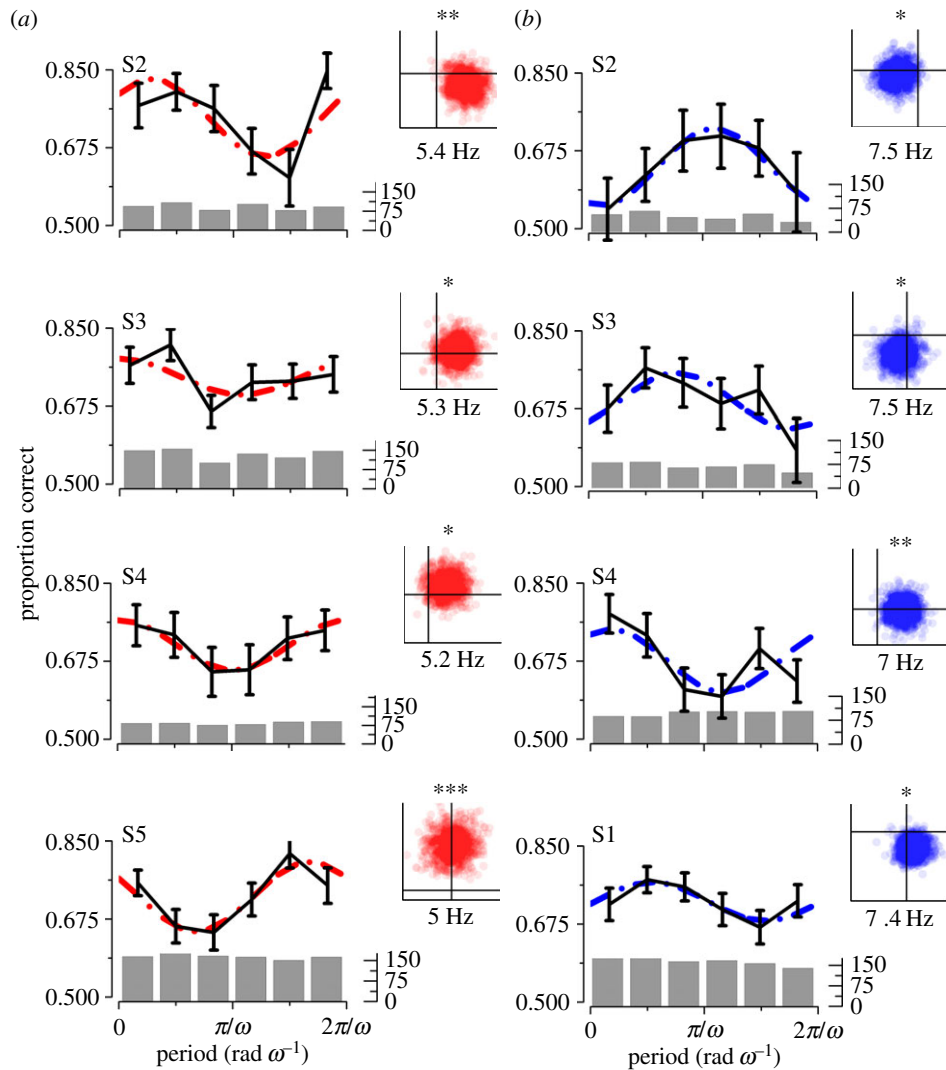 (a)
(b)
proportion correct
S2
**
5.4 Hz
0.850
0.675
0.500
150
75
0
S2
*
7.5 Hz
0.850
0.675
0.500
150
75
0
S3
*
5.3 Hz
0.850
0.675
0.500
150
75
0
S3
*
7.5 Hz
0.850
0.675
0.500
150
75
0
S4
*
5.2 Hz
0.850
0.675
0.500
150
75
0
S4
**
7 Hz
0.850
0.675
0.500
150
75
0
S5
***
5 Hz
0.850
0.675
0.500
150
75
0
0
π/ω
2π/ω
period (rad ω⁻¹)
S1
*
7 .4 Hz
0.850
0.675
0.500
150
75
0
0
π/ω
2π/ω
period (rad ω⁻¹)